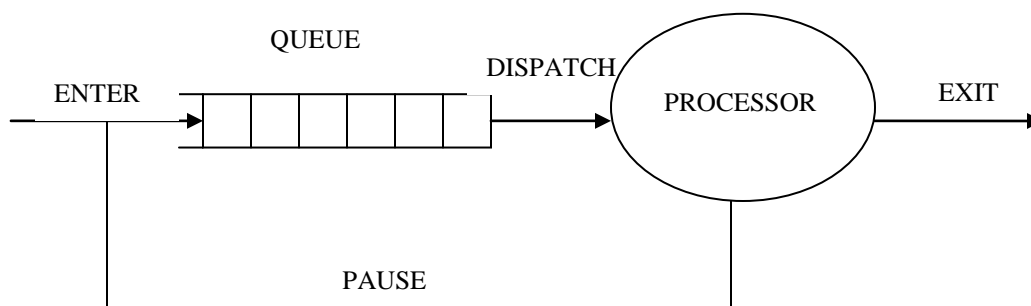 QUEUE
DISPATCH
ENTER
PROCESSOR
EXIT
PAUSE